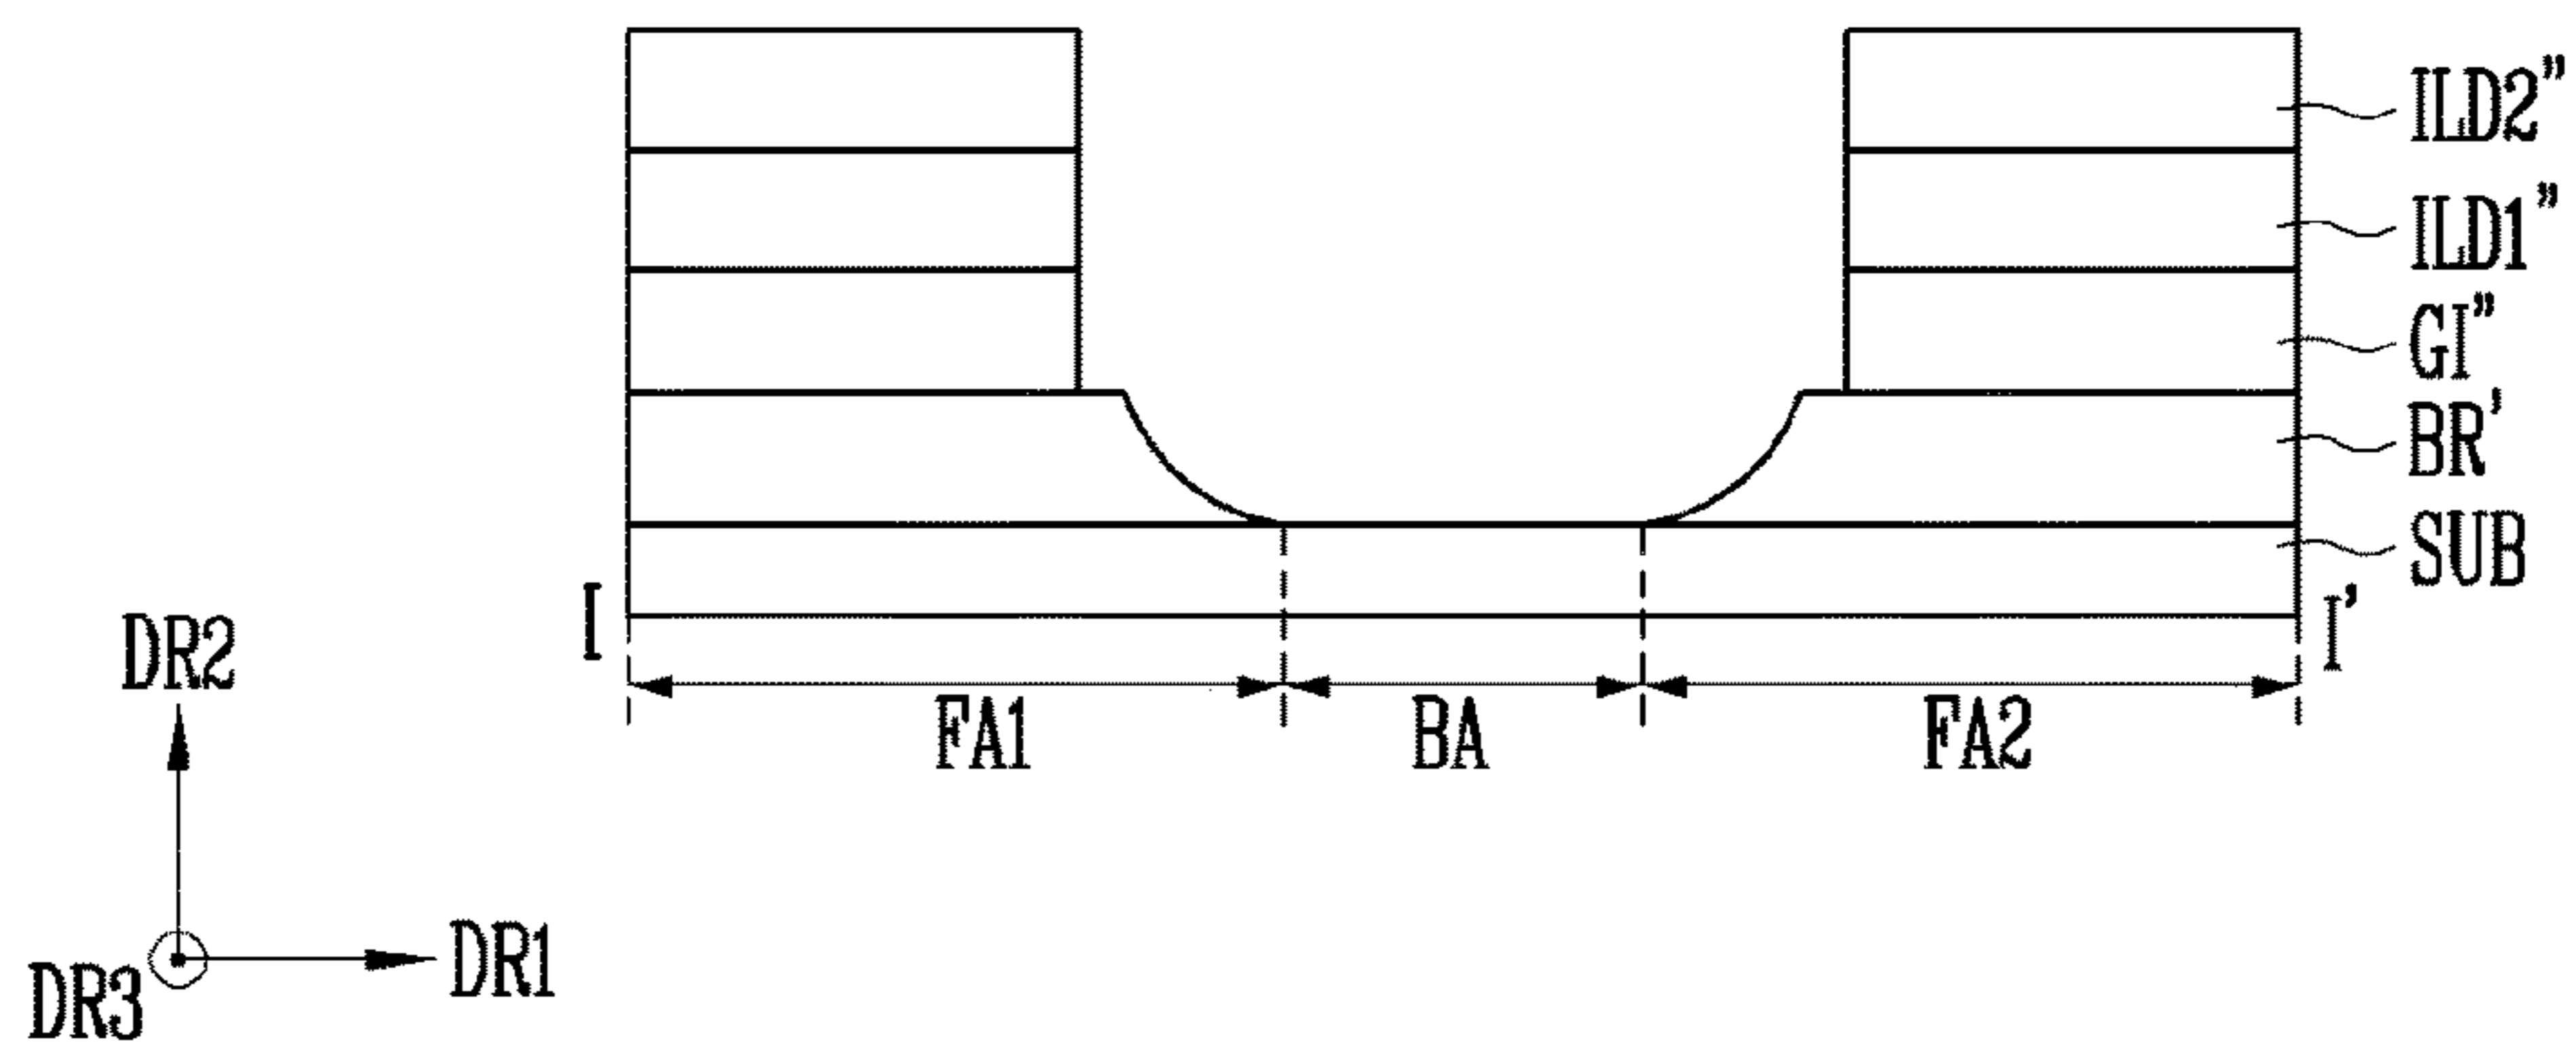 ILD2”
ILD1”
GI”
BR’
SUB
I
I’
FA1
BA
FA2
DR2
DR1
DR3